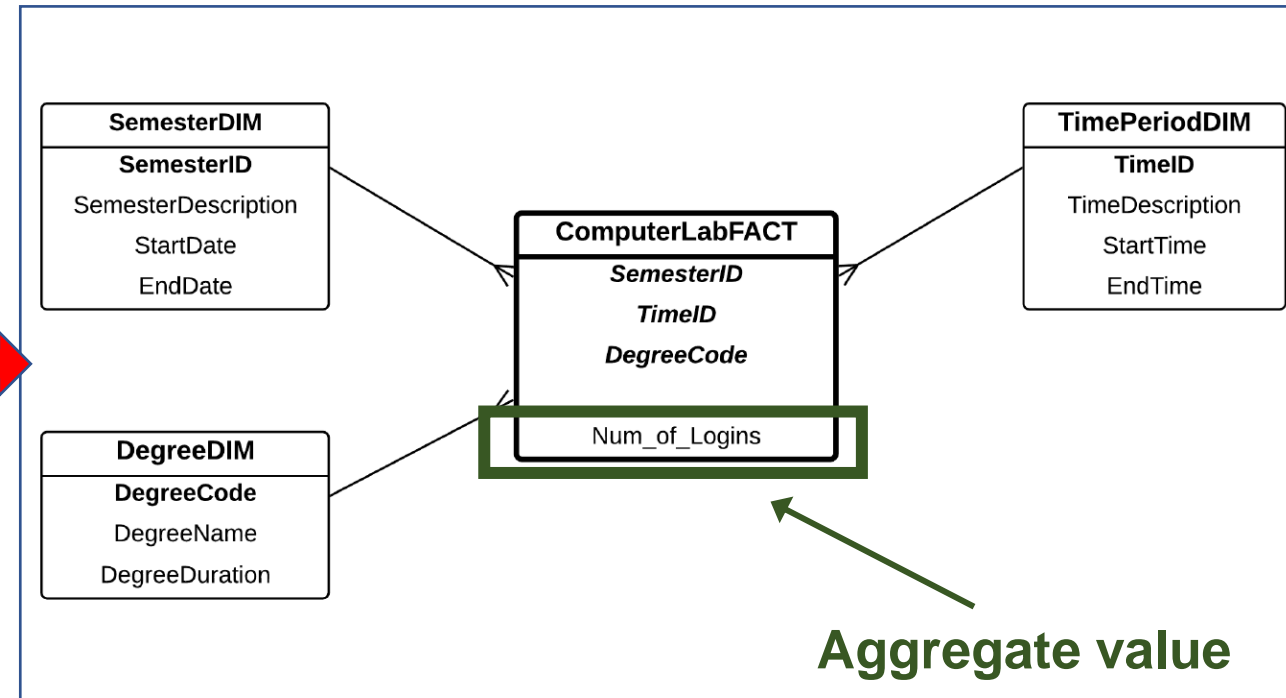 SemesterDIM
SemesterID
SemesterDescription
StartDate
EndDate
TimePeriodDIM
TimeID
TimeDescription
StartTime
EndTime
ComputerLabFACT
SemesterID
TimeID
DegreeCode
Num_of_Logins
DegreeDIM
DegreeCode
DegreeName
DegreeDuration
Aggregate value